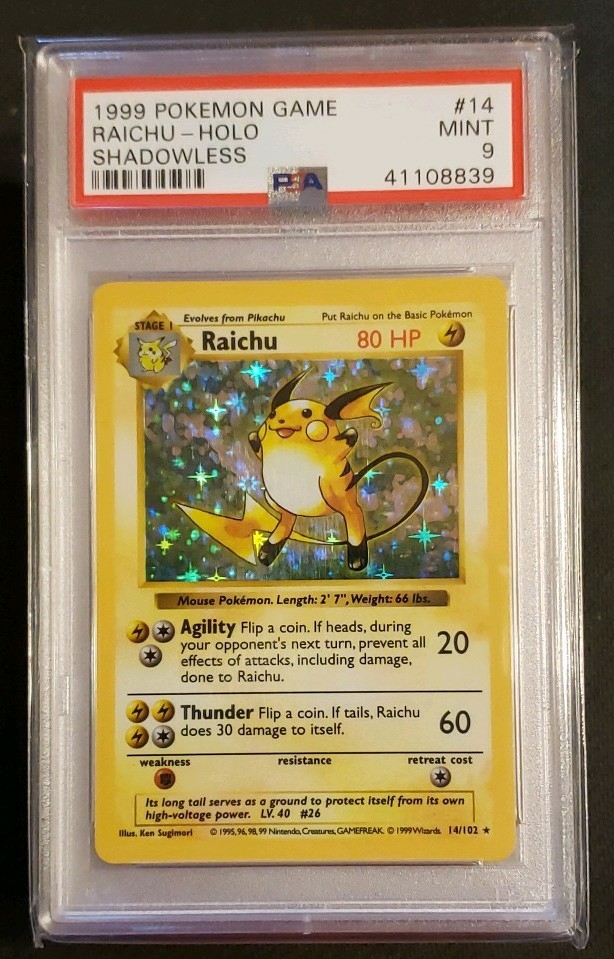 1999 POKEMON GAME #14
RAICHU - HOLO MINT
SHADOWLESS 9
PSA 41108839
Evolves from Pikachu Put Raichu on the Basic Pokémon
STAGE 1
Raichu 80 HP
Mouse Pokémon. Length: 2' 7", Weight: 66 lbs.
Agility Flip a coin. If heads, during
your opponent's next turn, prevent all
effects of attacks, including damage,
done to Raichu.
20
Thunder Flip a coin. If tails, Raichu
does 30 damage to itself.
60
weakness resistance retreat cost
Its long tail serves as a ground to protect itself from its own
high-voltage power. LV. 40 #26
Illus. Ken Sugimori © 1995, 96, 98, 99 Nintendo, Creatures, GAMEFREAK. © 1999 Wizards. 14/102 ★